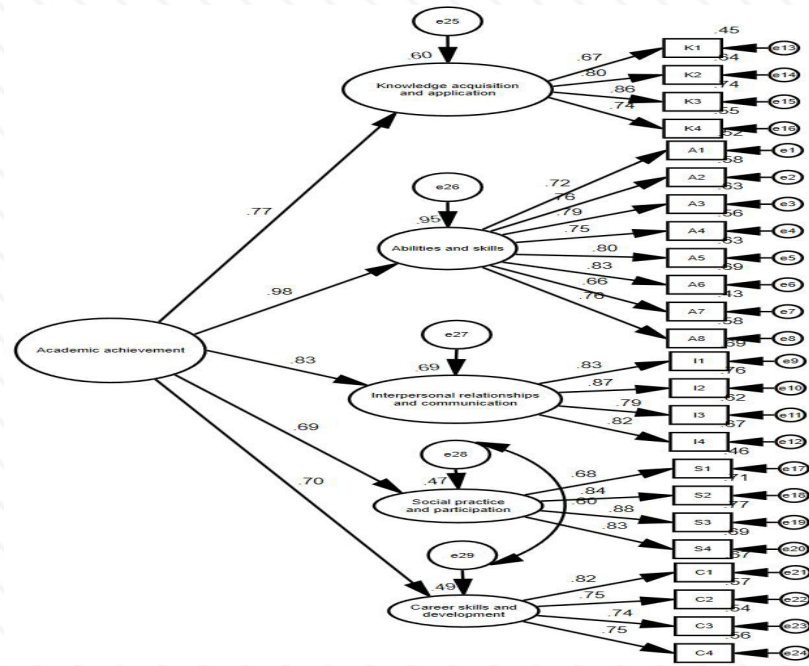 e25
.60
Knowledge acquisition
and application
.67
.80
.86
.74
.45
K1
e13
.64
K2
e14
.74
K3
e15
.55
K4
e16
.52
A1
e1
.58
A2
e2
.63
A3
e3
.56
A4
e4
.63
A5
e5
.69
A6
e6
.43
A7
e7
.58
A8
e8
e26
.95
Abilities and skills
.72
.76
.79
.75
.80
.83
.66
.76
.77
.98
Academic achievement
.83
.69
.70
e27
.69
Interpersonal relationships
and communication
.83
.87
.79
.82
.69
I1
e9
.76
I2
e10
.62
I3
e11
.67
I4
e12
e28
.47
Social practice
and participation
.68
.84
.88
.83
.60
.46
S1
e17
.71
S2
e18
.77
S3
e19
.69
S4
e20
e29
.49
Career skills and
development
.82
.75
.74
.75
.67
C1
e21
.57
C2
e22
.54
C3
e23
.56
C4
e24